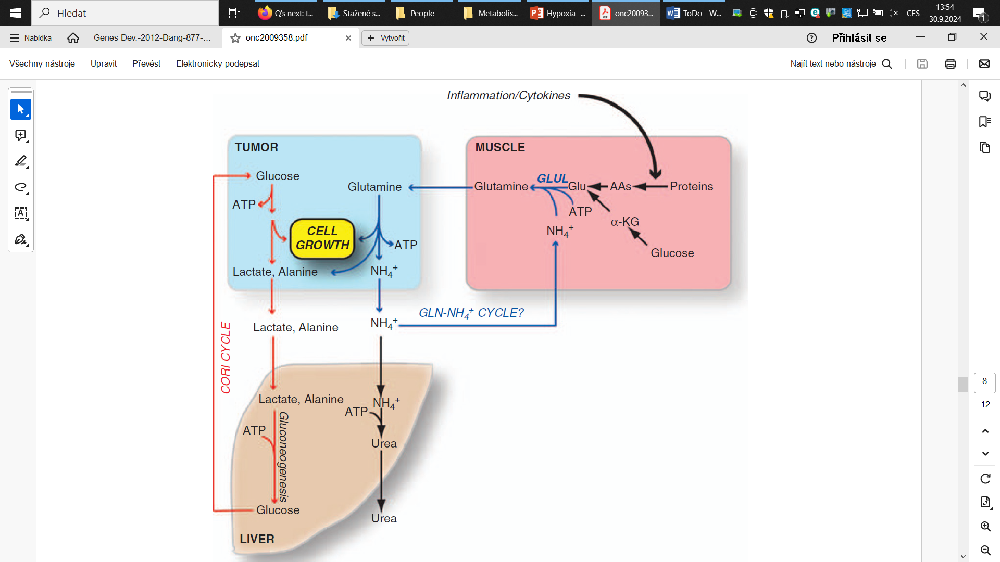 Hledat
Q's next: t...
Stažené s...
People
Metabolis...
Hypoxia -...
onc20093...
ToDo - W...
CES
13:54
30.9.2024
1
Nabídka
Genes Dev.-2012-Dang-877-...
onc2009358.pdf
Vytvořit
Přihlásit se
Všechny nástroje
Upravit
Převést
Elektronicky podepsat
Najít text nebo nástroje
Inflammation/Cytokines
TUMOR
Glucose
ATP
Glutamine
CELL
GROWTH
ATP
Lactate, Alanine
NH4+
MUSCLE
Glutamine
GLUL
Glu
AAs
Proteins
ATP
NH4+
α-KG
Glucose
GLN-NH4+ CYCLE?
Lactate, Alanine
NH4+
CORI CYCLE
Lactate, Alanine
NH4+
ATP
ATP
Gluconeogenesis
Urea
Glucose
Urea
LIVER
8
12